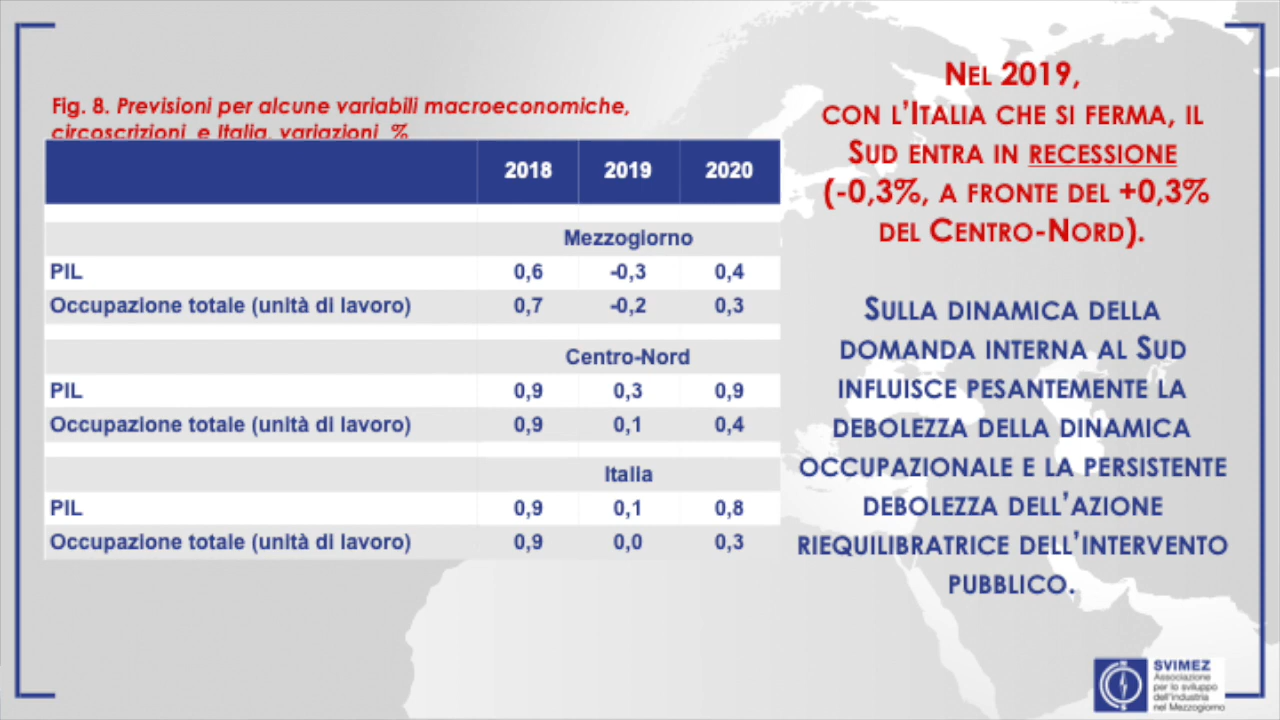 Fig. 8. Previsioni per alcune variabili macroeconomiche,
circoscrizioni e Italia, variazioni %
2018 2019 2020
Mezzogiorno
PIL 0,6 -0,3 0,4
Occupazione totale (unità di lavoro) 0,7 -0,2 0,3
Centro-Nord
PIL 0,9 0,3 0,9
Occupazione totale (unità di lavoro) 0,9 0,1 0,4
Italia
PIL 0,9 0,1 0,8
Occupazione totale (unità di lavoro) 0,9 0,0 0,3
NEL 2019,
CON L'ITALIA CHE SI FERMA, IL
SUD ENTRA IN RECESSIONE
(-0,3%, A FRONTE DEL +0,3%
DEL CENTRO-NORD).
SULLA DINAMICA DELLA
DOMANDA INTERNA AL SUD
INFLUISCE PESANTEMENTE LA
DEBOLEZZA DELLA DINAMICA
OCCUPAZIONALE E LA PERSISTENTE
DEBOLEZZA DELL'AZIONE
RIEQUILIBRATRICE DELL'INTERVENTO
PUBBLICO.
SVIMEZ
Associazione
per lo sviluppo
dell'industria
nel Mezzogiorno